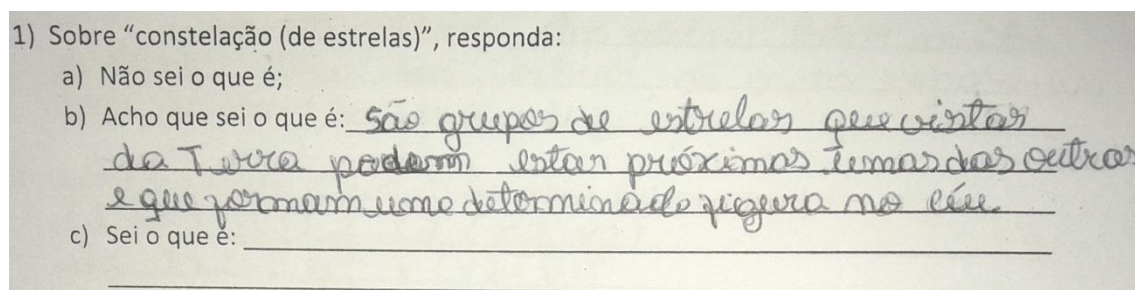 1) Sobre “constelação (de estrelas)”, responda:
a) Não sei o que é;
b) Acho que sei o que é: São grupos de estrelas que vistas
da Terra podem estar próximas umas das outras
e que formam uma determinada figura no céu.
c) Sei o que é: